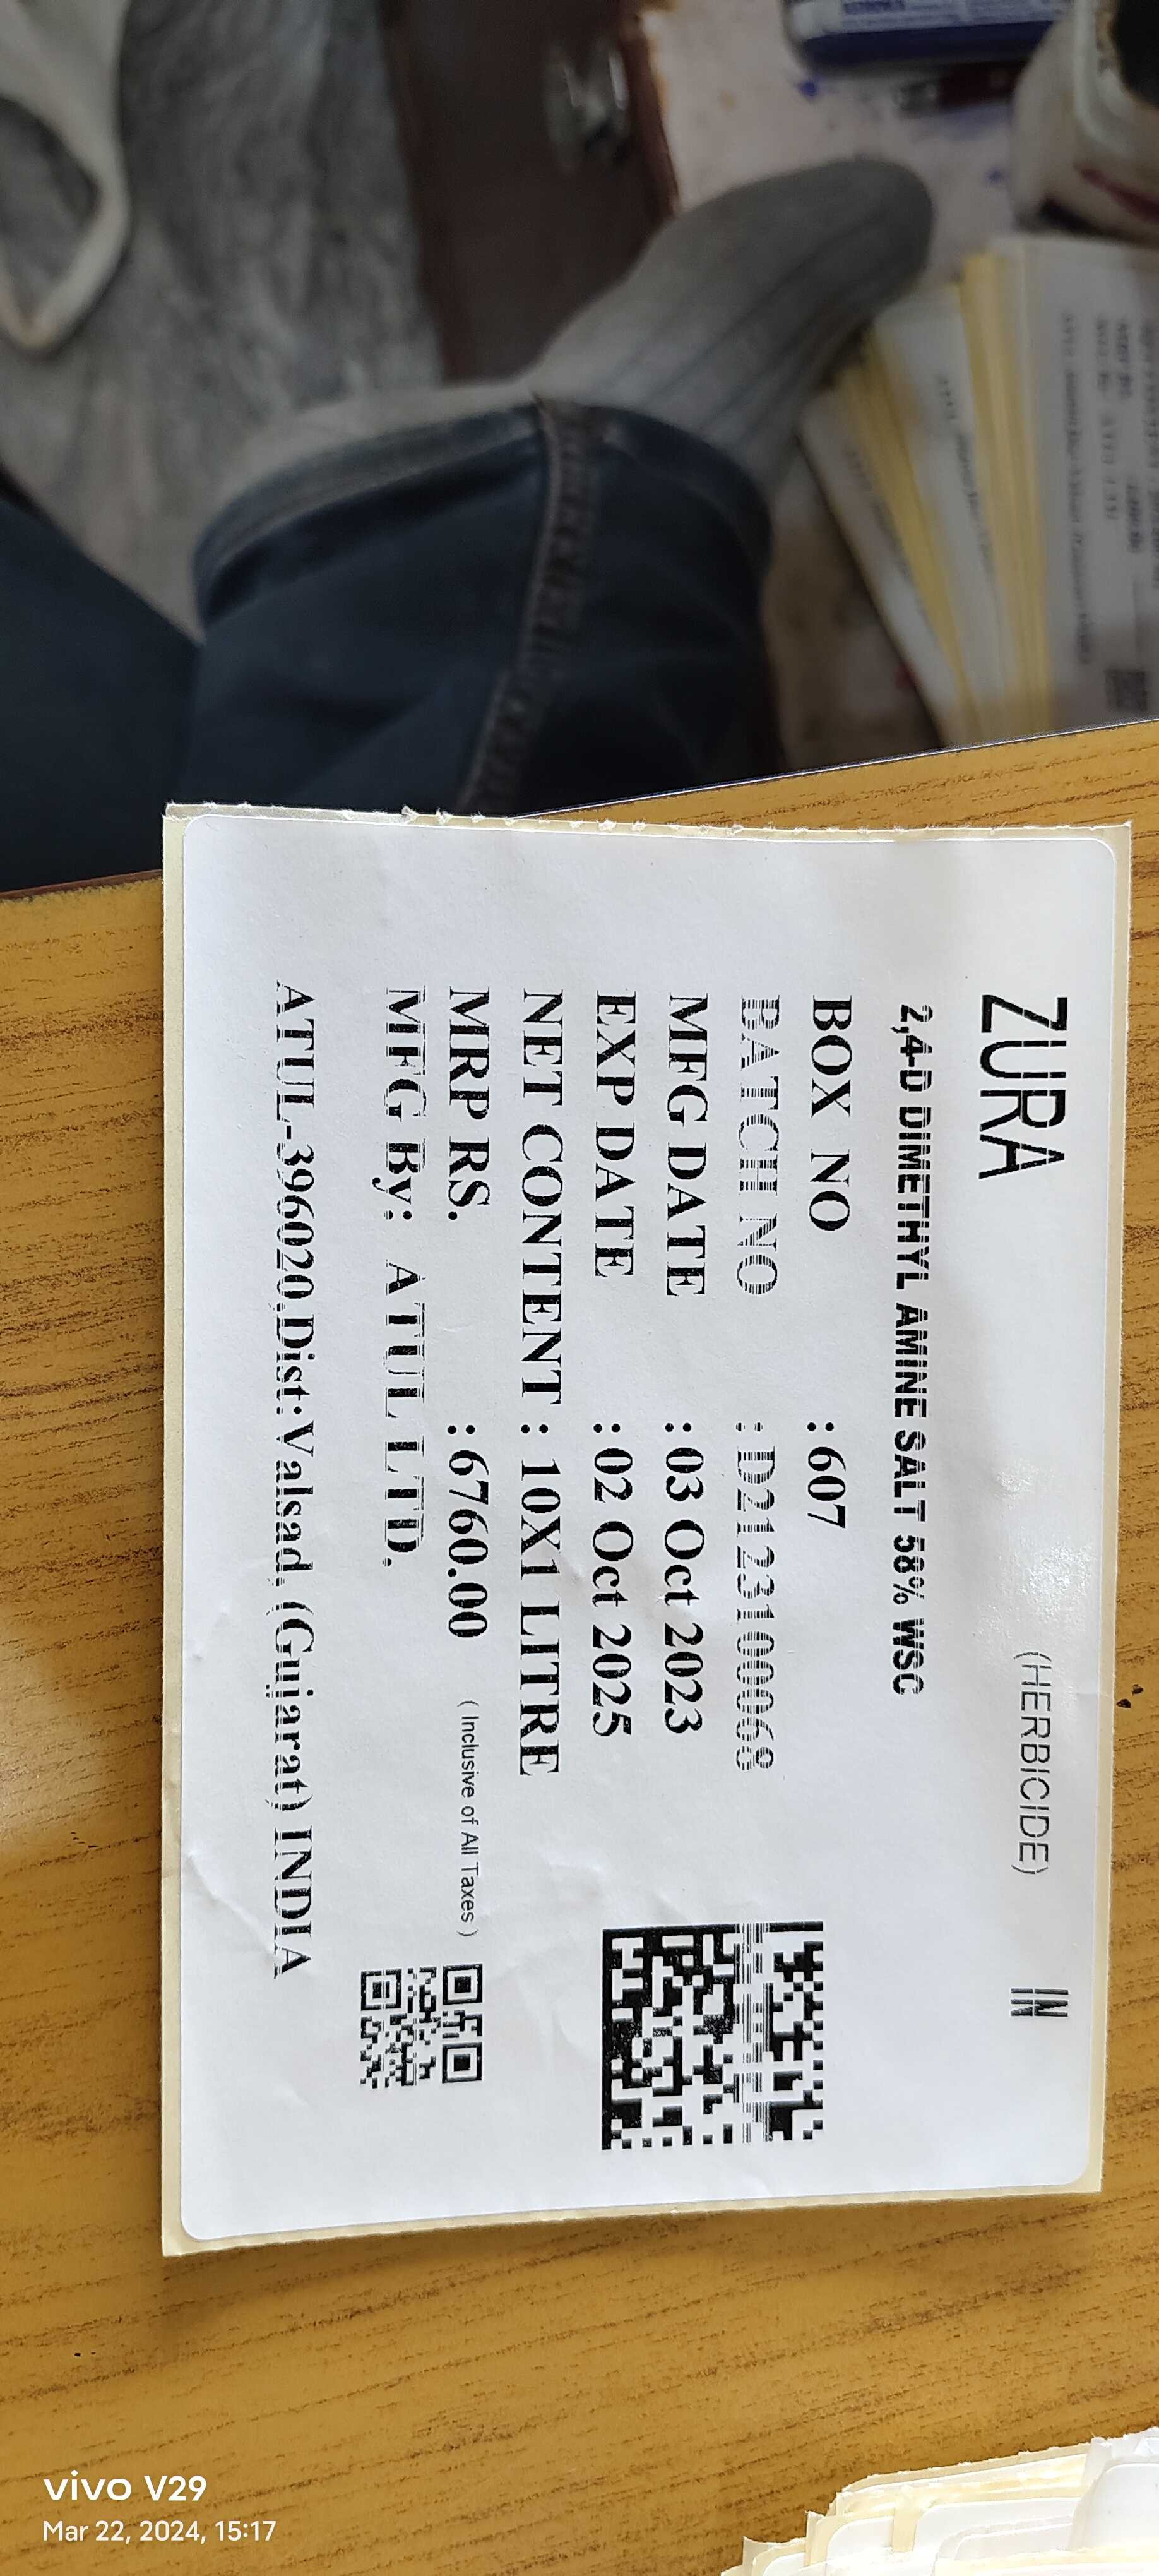 ZURA (HERBICIDE) IN
2,4-D DIMETHYL AMINE SALT 58% WSC
BOX NO :607
BATCH NO : D2123100068
MFG DATE :03 Oct 2023
EXP DATE :02 Oct 2025
NET CONTENT : 10X1 LITRE
MRP RS. :6760.00 ( Inclusive of All Taxes )
MFG By: ATUL LTD.
ATUL-396020,Dist:Valsad, (Gujarat) INDIA
vivo V29
Mar 22, 2024, 15:17